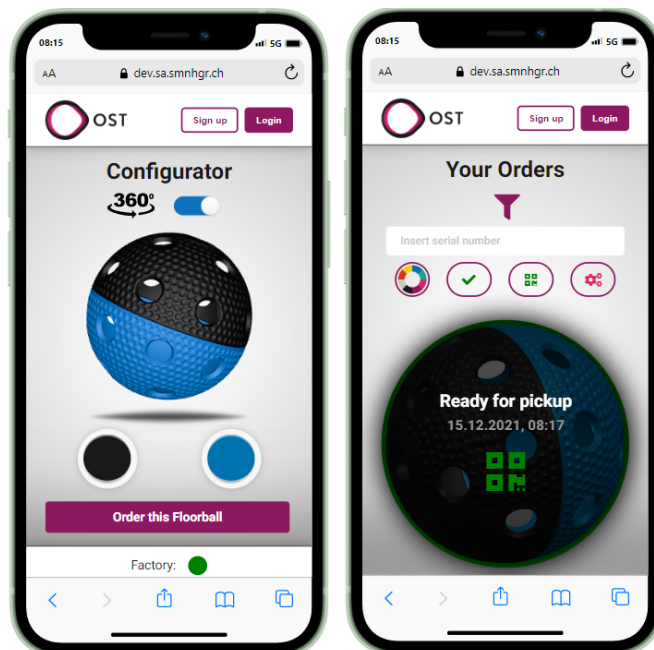 08:15
5G
AA
dev.sa.smnhgr.ch
OST
Sign up
Login
Configurator
360°
Order this Floorball
Factory:
08:15
5G
AA
dev.sa.smnhgr.ch
OST
Sign up
Login
Your Orders
Insert serial number
Ready for pickup
15.12.2021, 08:17